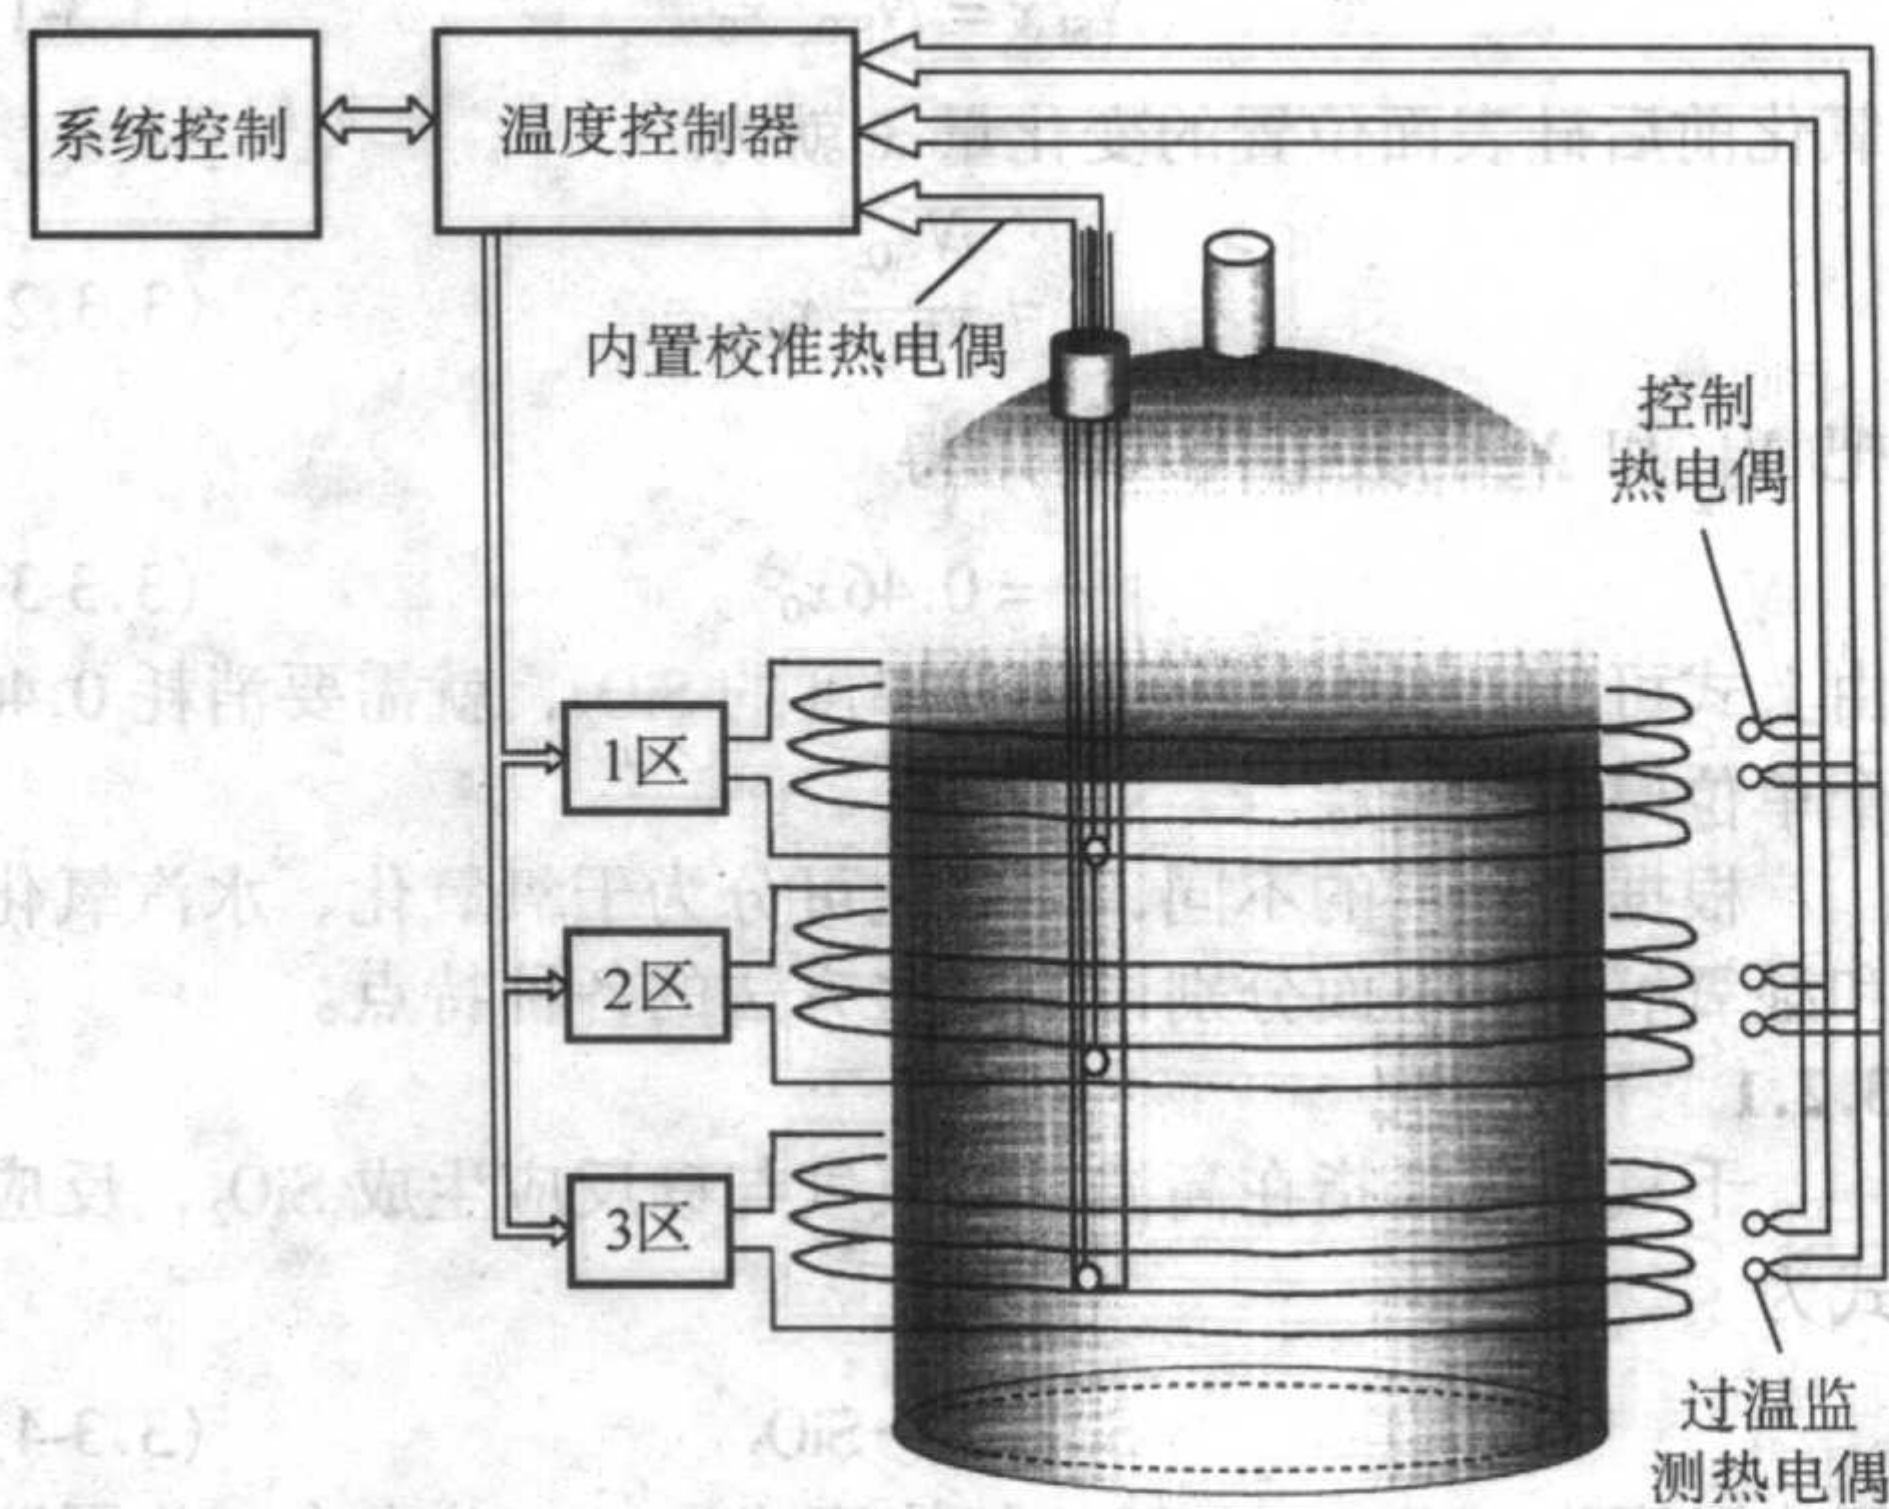 系统控制
温度控制器
内置校准热电偶
控制
热电偶
1区
2区
3区
过温监
测热电偶